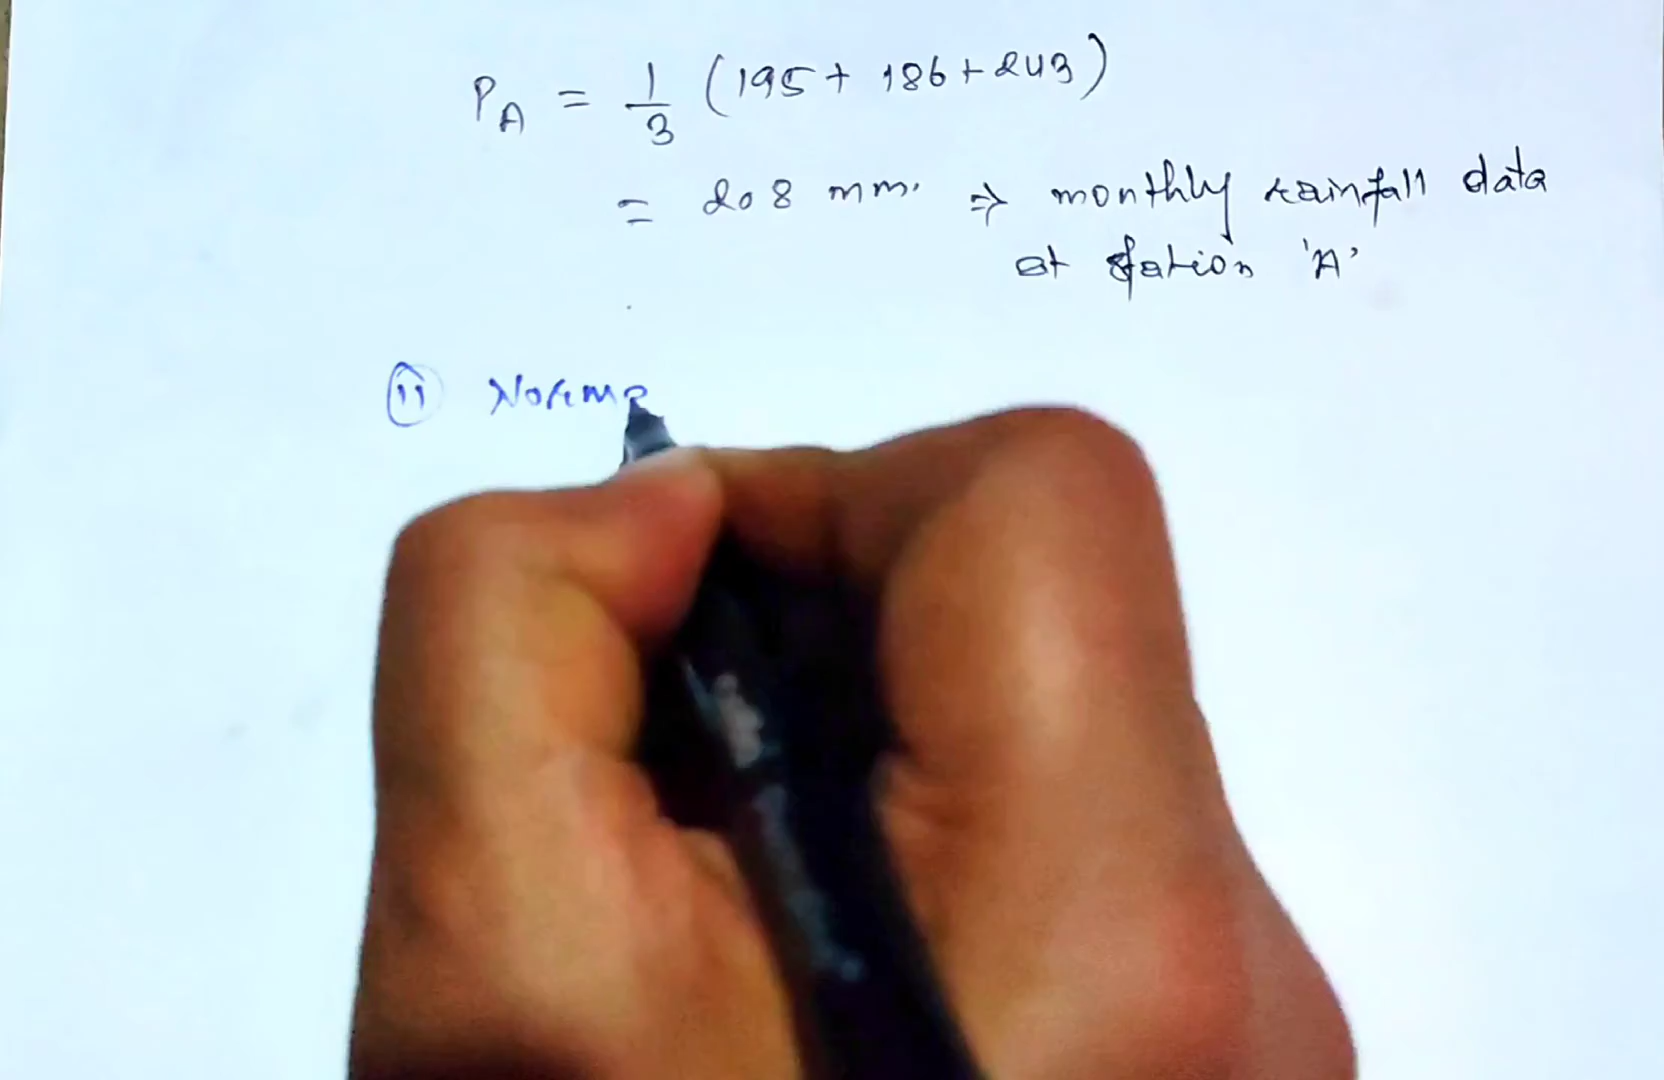 P_A = 1/3 (195 + 186 + 243)
= 208 mm. ⇒ monthly rainfall data
at station 'A'
(ii) Norma